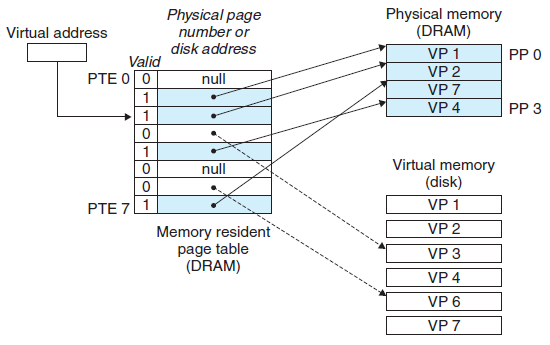 Virtual address
Physical page
number or
disk address
Valid
PTE 0 0 null
1
1
0
1
0 null
0
PTE 7 1
Memory resident
page table
(DRAM)
Physical memory
(DRAM)
VP 1 PP 0
VP 2
VP 7
VP 4 PP 3
Virtual memory
(disk)
VP 1
VP 2
VP 3
VP 4
VP 6
VP 7